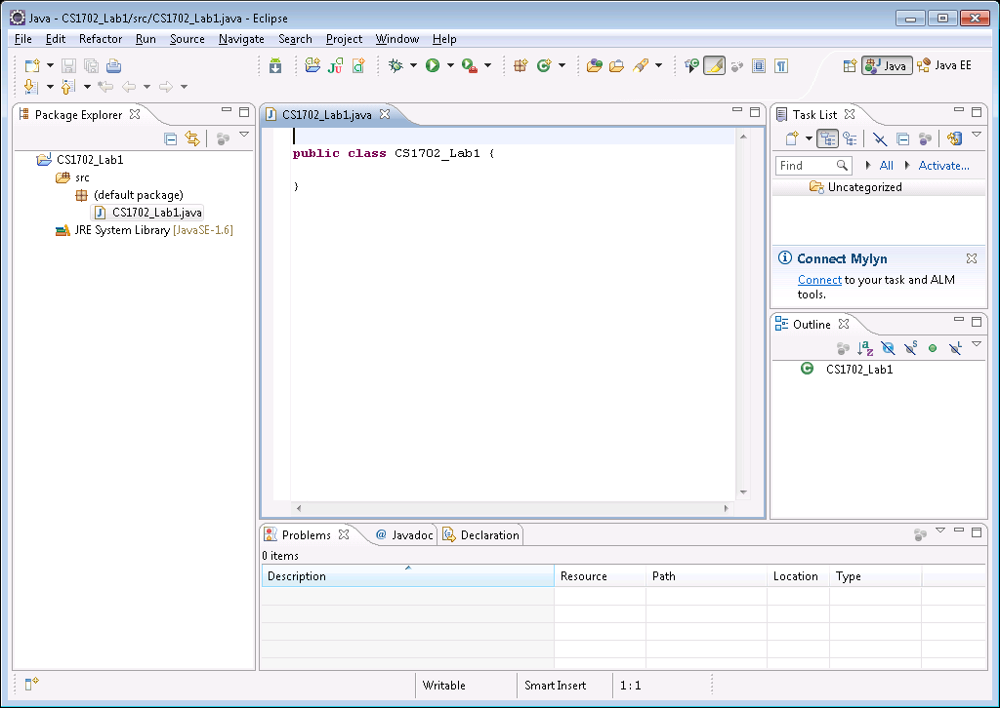 Java - CS1702_Lab1/src/CS1702_Lab1.java - Eclipse
File Edit Refactor Run Source Navigate Search Project Window Help
Java Java EE
Package Explorer
CS1702_Lab1
src
(default package)
CS1702_Lab1.java
JRE System Library [JavaSE-1.6]
CS1702_Lab1.java
public class CS1702_Lab1 {
}
Task List
Find All Activate...
Uncategorized
Connect Mylyn
Connect to your task and ALM
tools.
Outline
CS1702_Lab1
Problems @ Javadoc Declaration
0 items
Description Resource Path Location Type
Writable Smart Insert 1 : 1